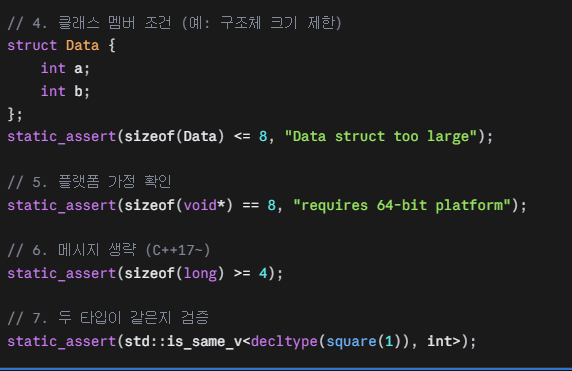 // 4. 클래스 멤버 조건 (예: 구조체 크기 제한)
struct Data {
    int a;
    int b;
};
static_assert(sizeof(Data) <= 8, "Data struct too large");

// 5. 플랫폼 가정 확인
static_assert(sizeof(void*) == 8, "requires 64-bit platform");

// 6. 메시지 생략 (C++17~)
static_assert(sizeof(long) >= 4);

// 7. 두 타입이 같은지 검증
static_assert(std::is_same_v<decltype(square(1)), int>);